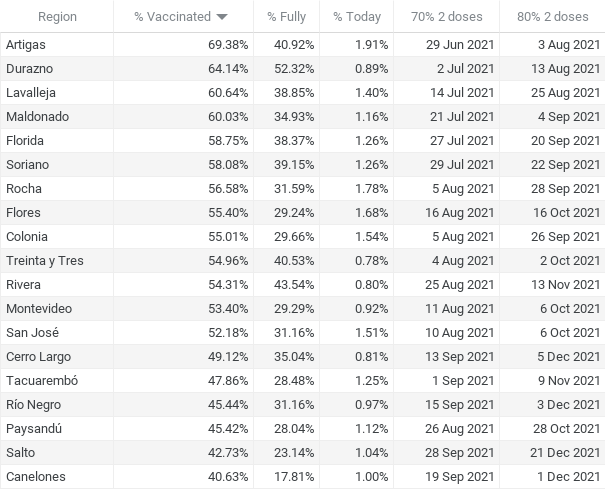 Region % Vaccinated % Fully % Today 70% 2 doses 80% 2 doses
Artigas 69.38% 40.92% 1.91% 29 Jun 2021 3 Aug 2021
Durazno 64.14% 52.32% 0.89% 2 Jul 2021 13 Aug 2021
Lavalleja 60.64% 38.85% 1.40% 14 Jul 2021 25 Aug 2021
Maldonado 60.03% 34.93% 1.16% 21 Jul 2021 4 Sep 2021
Florida 58.75% 38.37% 1.26% 27 Jul 2021 20 Sep 2021
Soriano 58.08% 39.15% 1.26% 29 Jul 2021 22 Sep 2021
Rocha 56.58% 31.59% 1.78% 5 Aug 2021 28 Sep 2021
Flores 55.40% 29.24% 1.68% 16 Aug 2021 16 Oct 2021
Colonia 55.01% 29.66% 1.54% 5 Aug 2021 26 Sep 2021
Treinta y Tres 54.96% 40.53% 0.78% 4 Aug 2021 2 Oct 2021
Rivera 54.31% 43.54% 0.80% 25 Aug 2021 13 Nov 2021
Montevideo 53.40% 29.29% 0.92% 11 Aug 2021 6 Oct 2021
San José 52.18% 31.16% 1.51% 10 Aug 2021 6 Oct 2021
Cerro Largo 49.12% 35.04% 0.81% 13 Sep 2021 5 Dec 2021
Tacuarembó 47.86% 28.48% 1.25% 1 Sep 2021 9 Nov 2021
Río Negro 45.44% 31.16% 0.97% 15 Sep 2021 3 Dec 2021
Paysandú 45.42% 28.04% 1.12% 26 Aug 2021 28 Oct 2021
Salto 42.73% 23.14% 1.04% 28 Sep 2021 21 Dec 2021
Canelones 40.63% 17.81% 1.00% 19 Sep 2021 1 Dec 2021